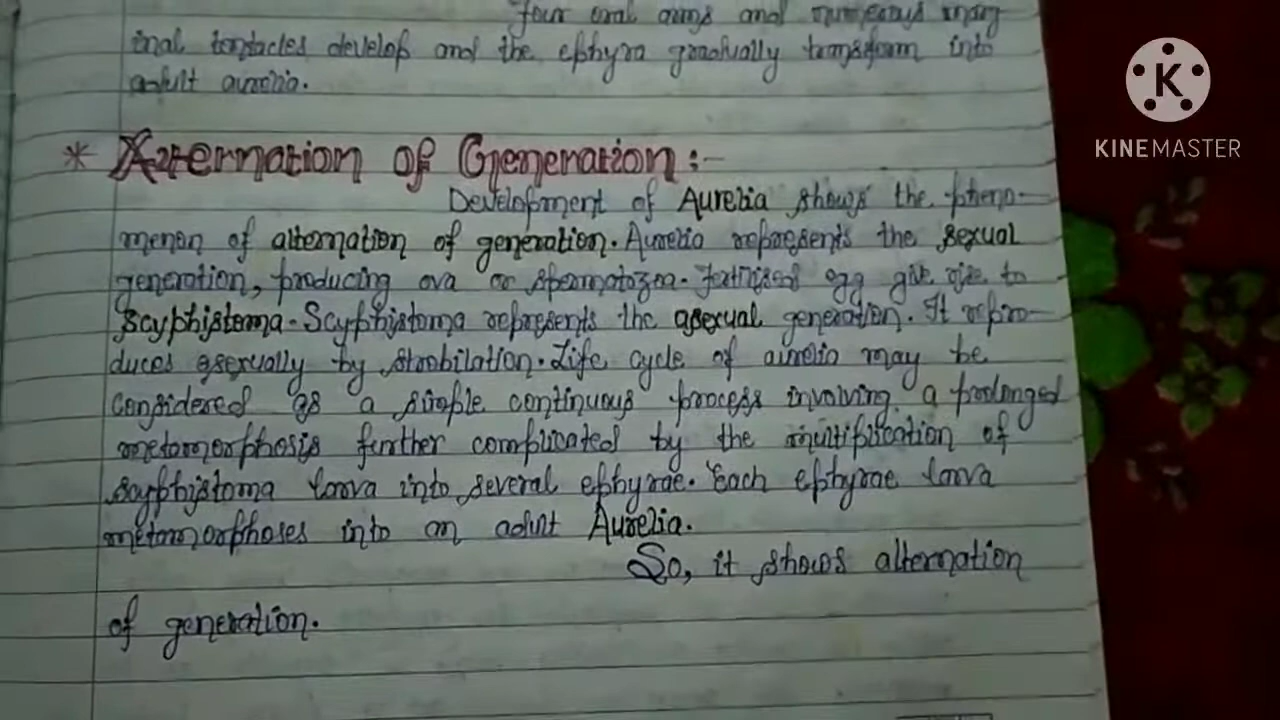 four oral arms and numerous marg
inal tentacles develop and the ephyra gradually transform into
adult aurelia.
* Alternation of Generation :-
Development of Aurelia shows the pheno-
menon of alternation of generation. Aurelia represents the sexual
generation, producing ova or spermatozoa. Fertilised egg give rise to
scyphistoma. Scyphistoma represents the asexual generation. It repro-
duces asexually by strobilation. Life cycle of aurelia may be
considered as a simple continuous process involving a prolonged
metamorphosis further complicated by the multiplication of
scyphistoma larva into several ephyrae. Each ephyrae larva
metamorphoses into an adult Aurelia.
So, it shows alternation
of generation.
K
KINEMASTER